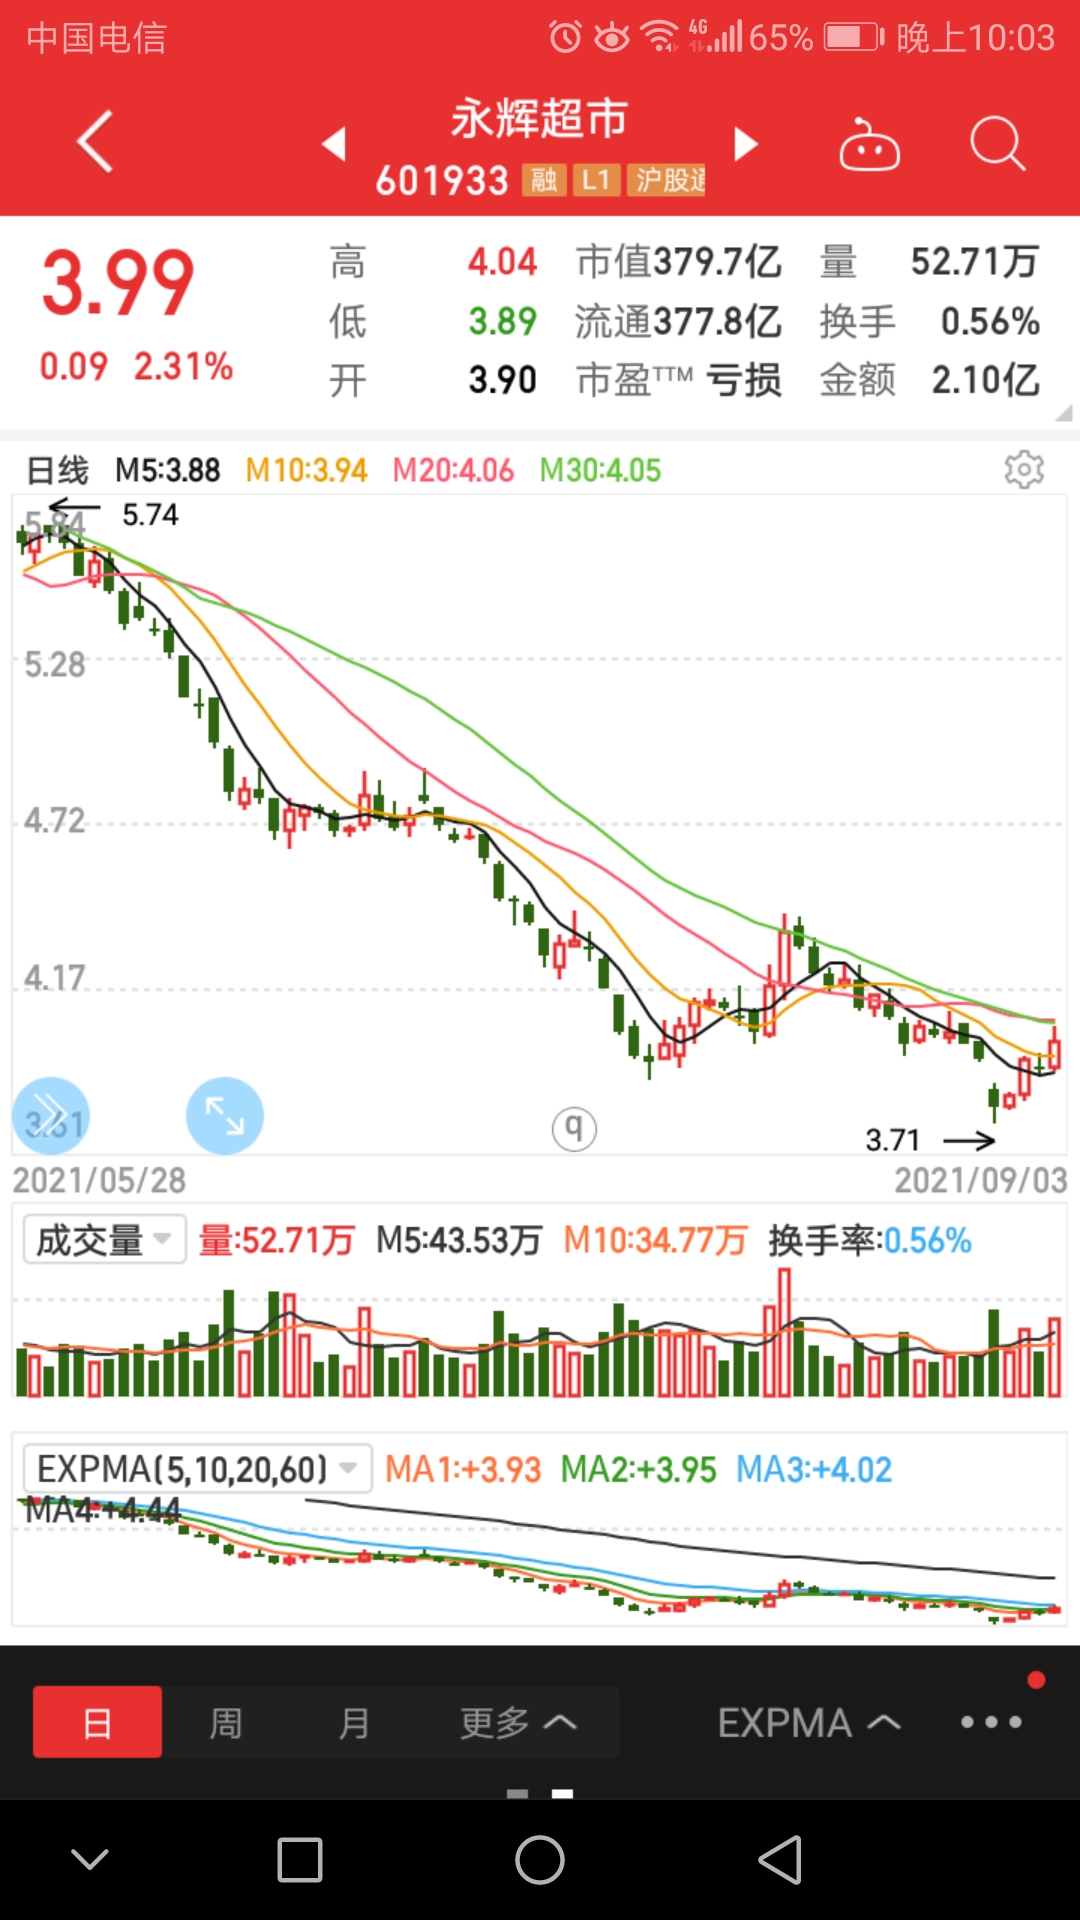 中国电信 4G 65% 晚上10:03
永辉超市
601933 融 L1 沪股通
3.99 高 4.04 市值379.7亿 量 52.71万
低 3.89 流通377.8亿 换手 0.56%
0.09 2.31% 开 3.90 市盈TTM 亏损 金额 2.10亿
日线 M5:3.88 M10:3.94 M20:4.06 M30:4.05
5.84 5.74
5.28
4.72
4.17
3.61 q 3.71
2021/05/28 2021/09/03
成交量 量:52.71万 M5:43.53万 M10:34.77万 换手率:0.56%
EXPMA(5,10,20,60) MA1:+3.93 MA2:+3.95 MA3:+4.02
MA4:+4.44
日 周 月 更多 EXPMA